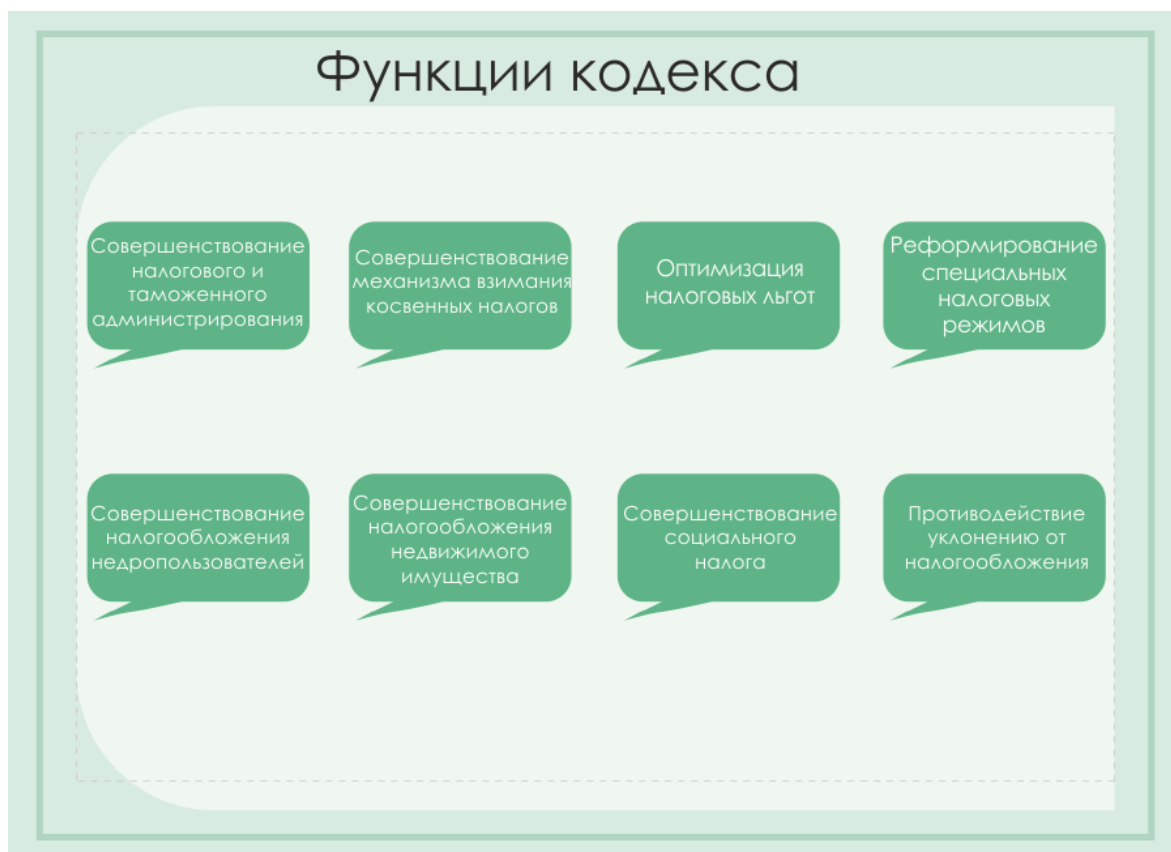 Функции кодекса
Совершенствование
налогового и
таможенного
администрирования
Совершенствование
механизма взимания
косвенных налогов
Оптимизация
налоговых льгот
Реформирование
специальных
налоговых
режимов
Совершенствование
налогообложения
недропользователей
Совершенствование
налогообложения
недвижимого
имущества
Совершенствование
социального
налога
Противодействие
уклонению от
налогообложения